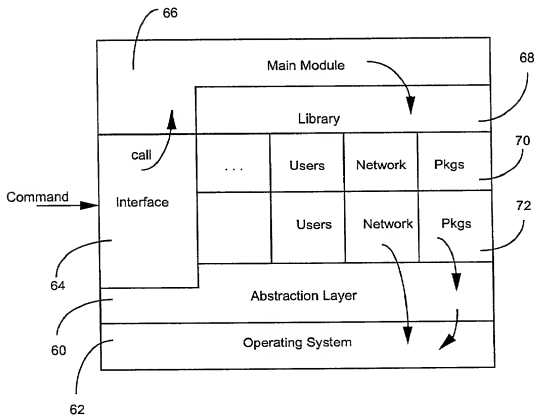 66
Main Module
68
Library
call
... Users Network Pkgs
70
Command
Interface
72
Users Network Pkgs
64
Abstraction Layer
60
Operating System
62